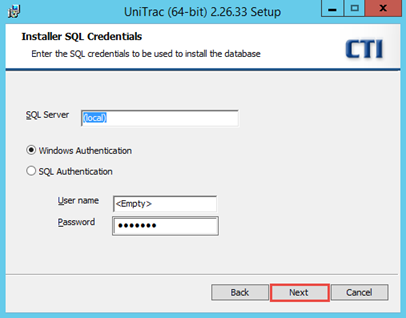 UniTrac (64-bit) 2.26.33 Setup
Installer SQL Credentials
Enter the SQL credentials to be used to install the database
CTI
SQL Server (local)
Windows Authentication
SQL Authentication
User name <Empty>
Password •••••••
Back Next Cancel